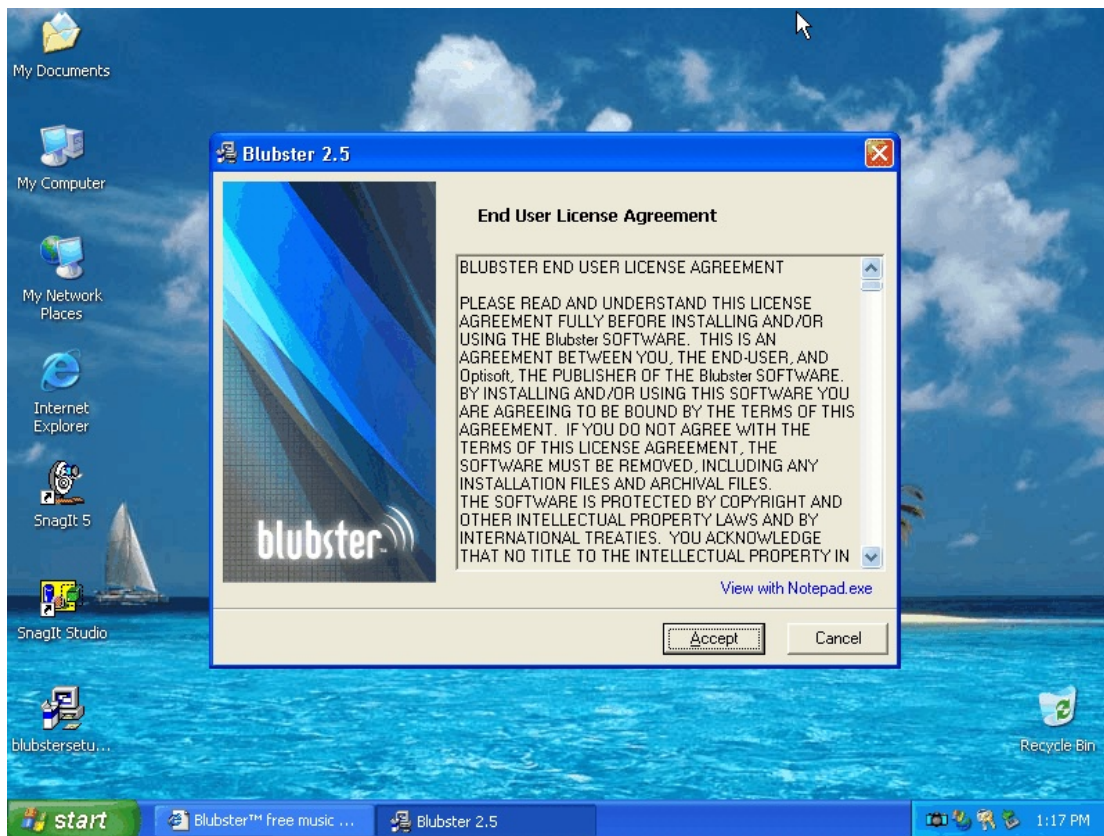 My Documents
My Computer
My Network
Places
Internet
Explorer
SnagIt 5
SnagIt Studio
blubstersetu...
Blubster 2.5
End User License Agreement
BLUBSTER END USER LICENSE AGREEMENT
PLEASE READ AND UNDERSTAND THIS LICENSE
AGREEMENT FULLY BEFORE INSTALLING AND/OR
USING THE Blubster SOFTWARE. THIS IS AN
AGREEMENT BETWEEN YOU, THE END-USER, AND
Optisoft, THE PUBLISHER OF THE Blubster SOFTWARE.
BY INSTALLING AND/OR USING THIS SOFTWARE YOU
ARE AGREEING TO BE BOUND BY THE TERMS OF THIS
AGREEMENT. IF YOU DO NOT AGREE WITH THE
TERMS OF THIS LICENSE AGREEMENT, THE
SOFTWARE MUST BE REMOVED, INCLUDING ANY
INSTALLATION FILES AND ARCHIVAL FILES.
THE SOFTWARE IS PROTECTED BY COPYRIGHT AND
OTHER INTELLECTUAL PROPERTY LAWS AND BY
INTERNATIONAL TREATIES. YOU ACKNOWLEDGE
THAT NO TITLE TO THE INTELLECTUAL PROPERTY IN
blubster
View with Notepad.exe
Accept
Cancel
Recycle Bin
start
Blubster™ free music ...
Blubster 2.5
1:17 PM